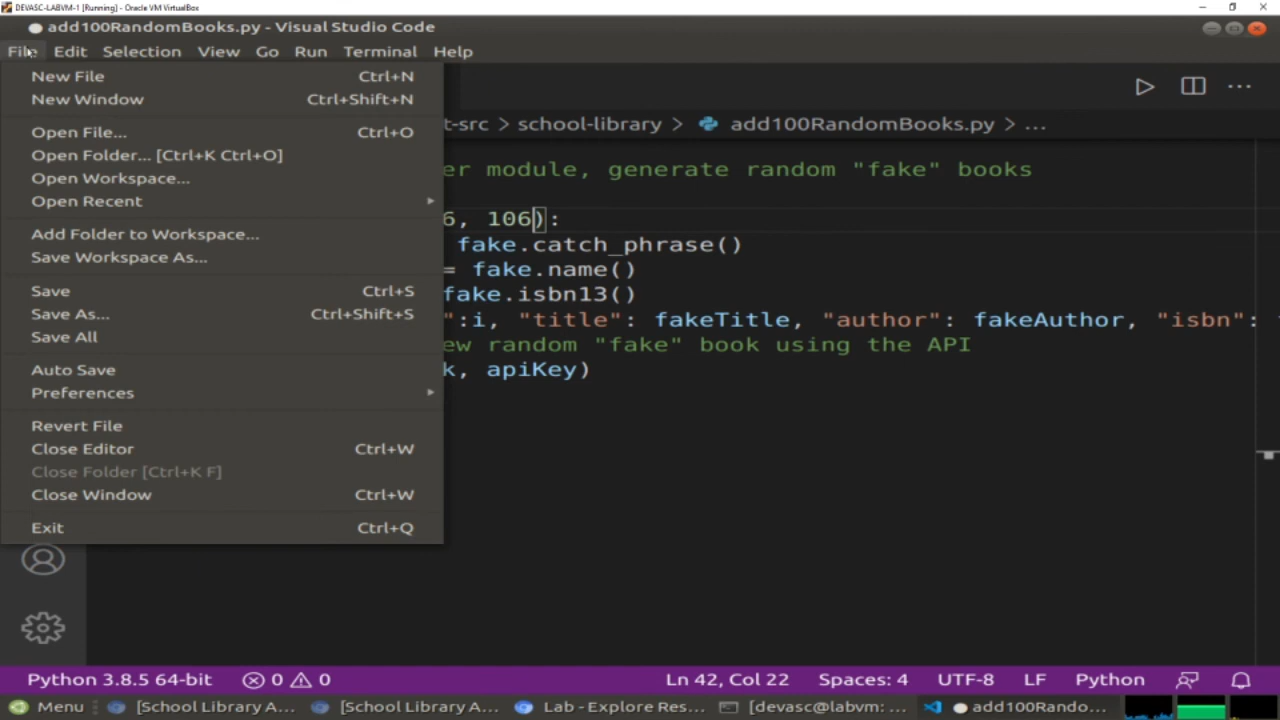 DEVASC-LABVM-1 [Running] - Oracle VM VirtualBox
● add100RandomBooks.py - Visual Studio Code
File Edit Selection View Go Run Terminal Help
New File Ctrl+N
New Window Ctrl+Shift+N
Open File... Ctrl+O
Open Folder... [Ctrl+K Ctrl+O]
Open Workspace...
Open Recent
Add Folder to Workspace...
Save Workspace As...
Save Ctrl+S
Save As... Ctrl+Shift+S
Save All
Auto Save
Preferences
Revert File
Close Editor Ctrl+W
Close Folder [Ctrl+K F]
Close Window Ctrl+W
Exit Ctrl+Q
t-src > school-library > add100RandomBooks.py > ...
er module, generate random "fake" books
6, 106):
fake.catch_phrase()
= fake.name()
fake.isbn13()
":i, "title": fakeTitle, "author": fakeAuthor, "isbn":
ew random "fake" book using the API
k, apiKey)
Python 3.8.5 64-bit 0 0 Ln 42, Col 22 Spaces: 4 UTF-8 LF Python
Menu [School Library A... [School Library A... Lab - Explore Res... [devasc@labvm: ... ● add100Rando...